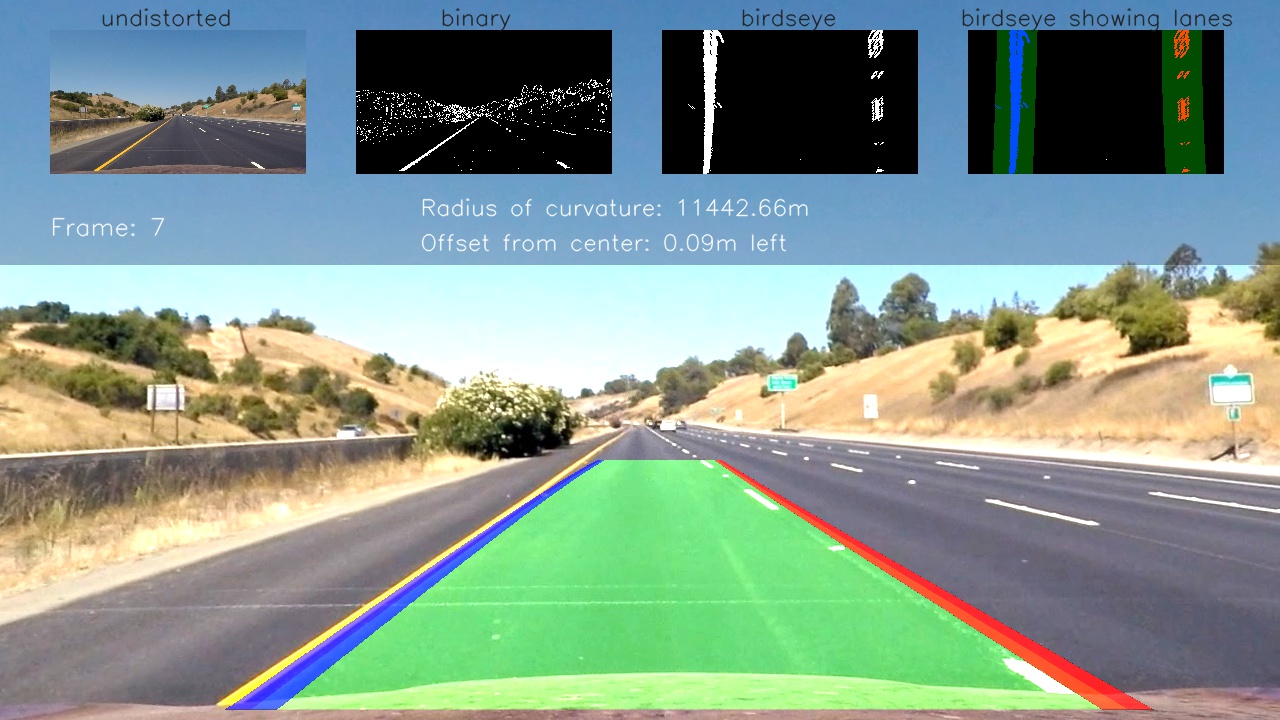 undistorted
binary
birdseye
birdseye showing lanes
Frame: 7
Radius of curvature: 11442.66m
Offset from center: 0.09m left